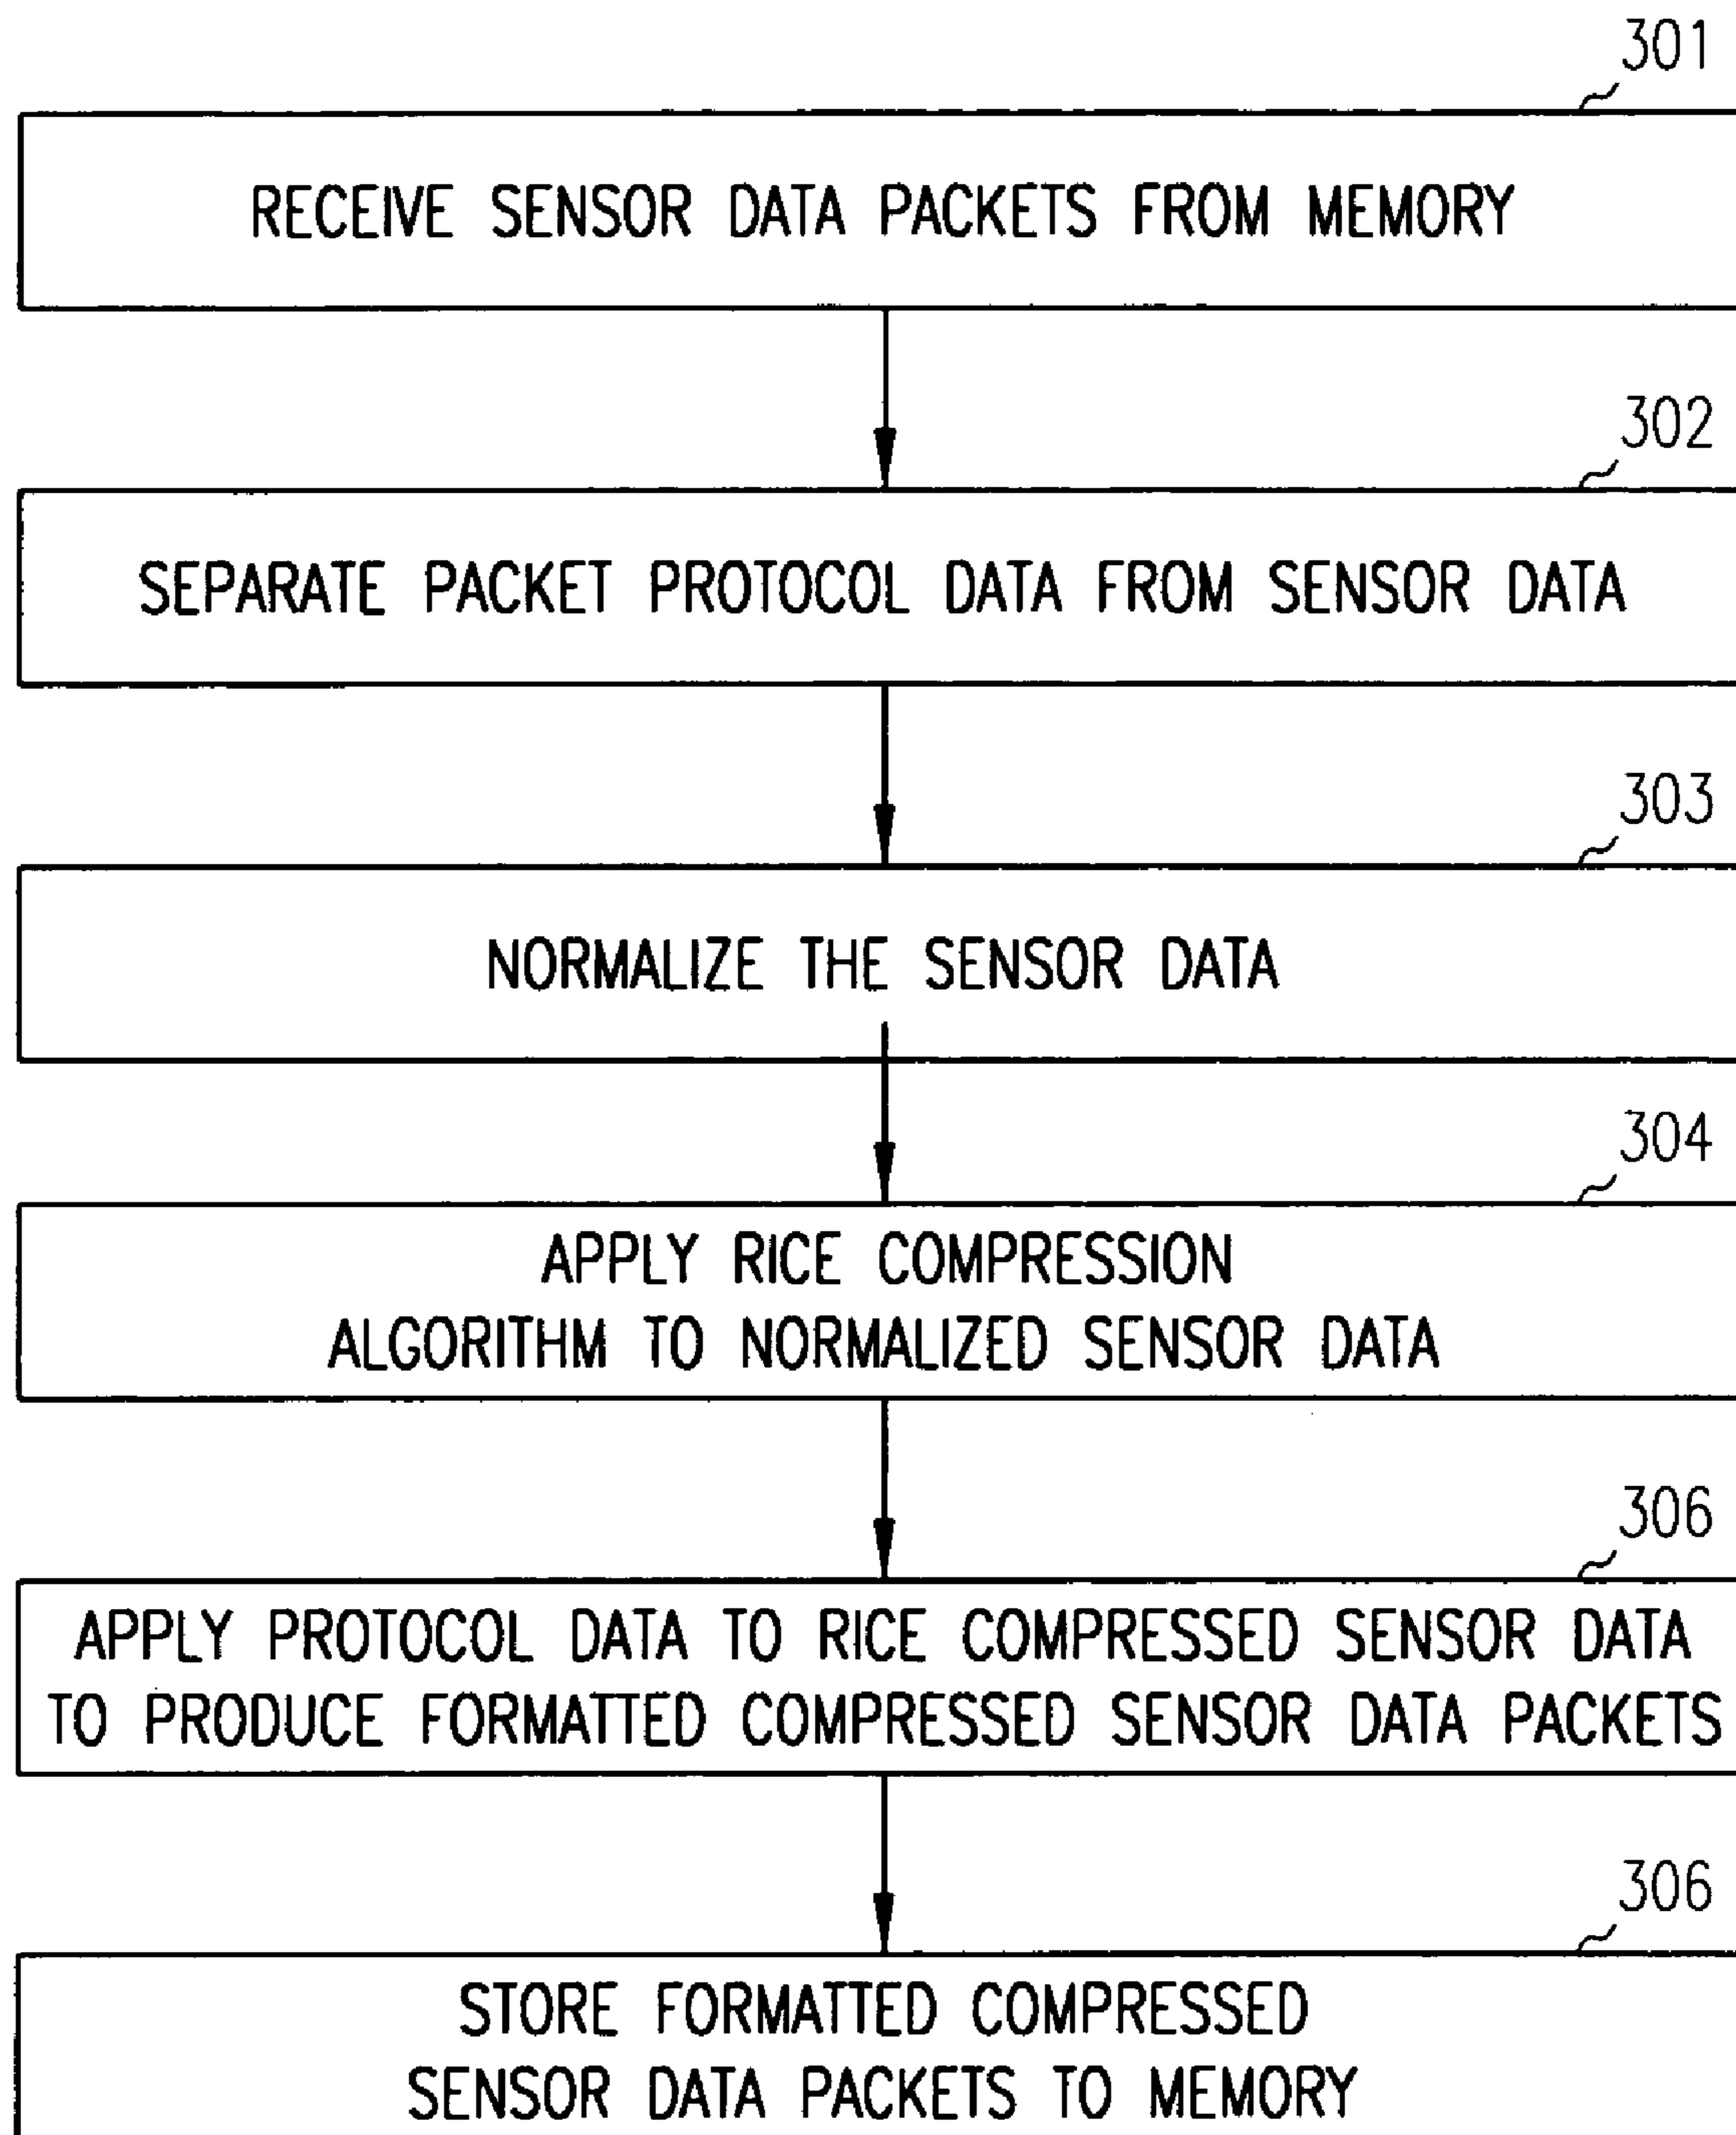 301
RECEIVE SENSOR DATA PACKETS FROM MEMORY
302
SEPARATE PACKET PROTOCOL DATA FROM SENSOR DATA
303
NORMALIZE THE SENSOR DATA
304
APPLY RICE COMPRESSION
ALGORITHM TO NORMALIZED SENSOR DATA
306
APPLY PROTOCOL DATA TO RICE COMPRESSED SENSOR DATA
TO PRODUCE FORMATTED COMPRESSED SENSOR DATA PACKETS
306
STORE FORMATTED COMPRESSED
SENSOR DATA PACKETS TO MEMORY